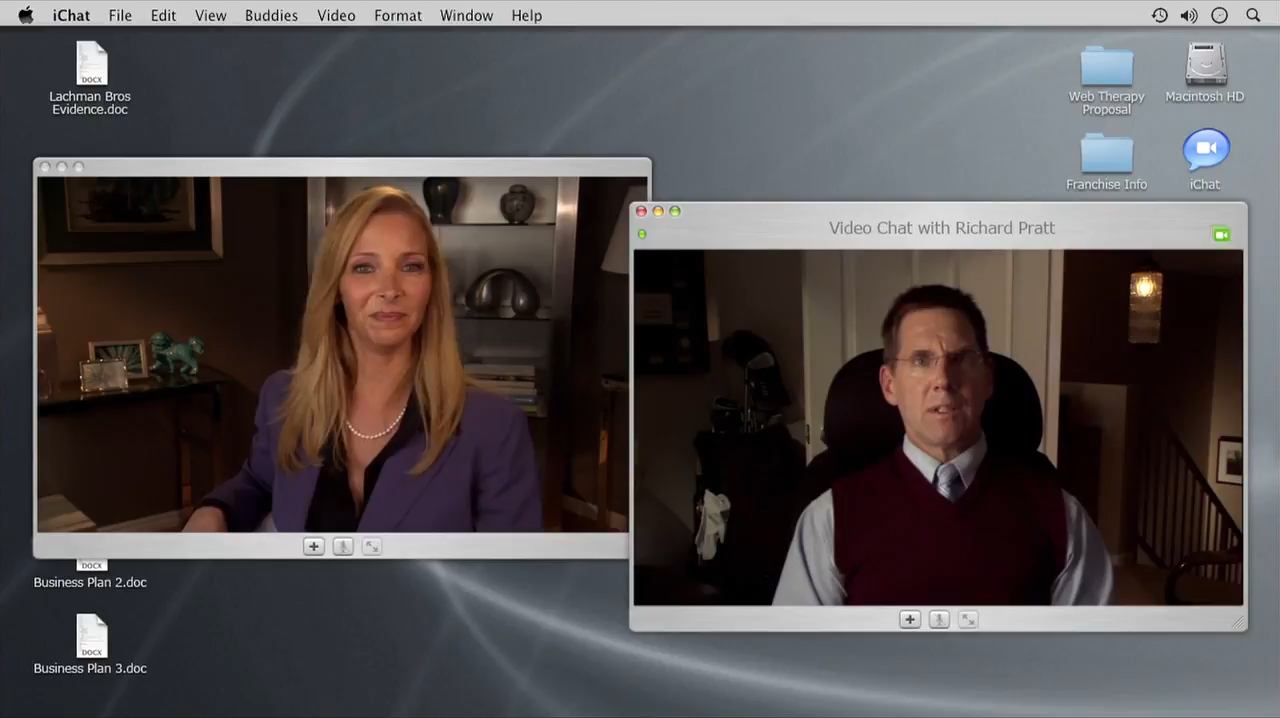 iChat File Edit View Buddies Video Format Window Help
DOCX
Lachman Bros
Evidence.doc
Web Therapy
Proposal
Macintosh HD
Franchise Info
iChat
Video Chat with Richard Pratt
DOCX
Business Plan 2.doc
DOCX
Business Plan 3.doc